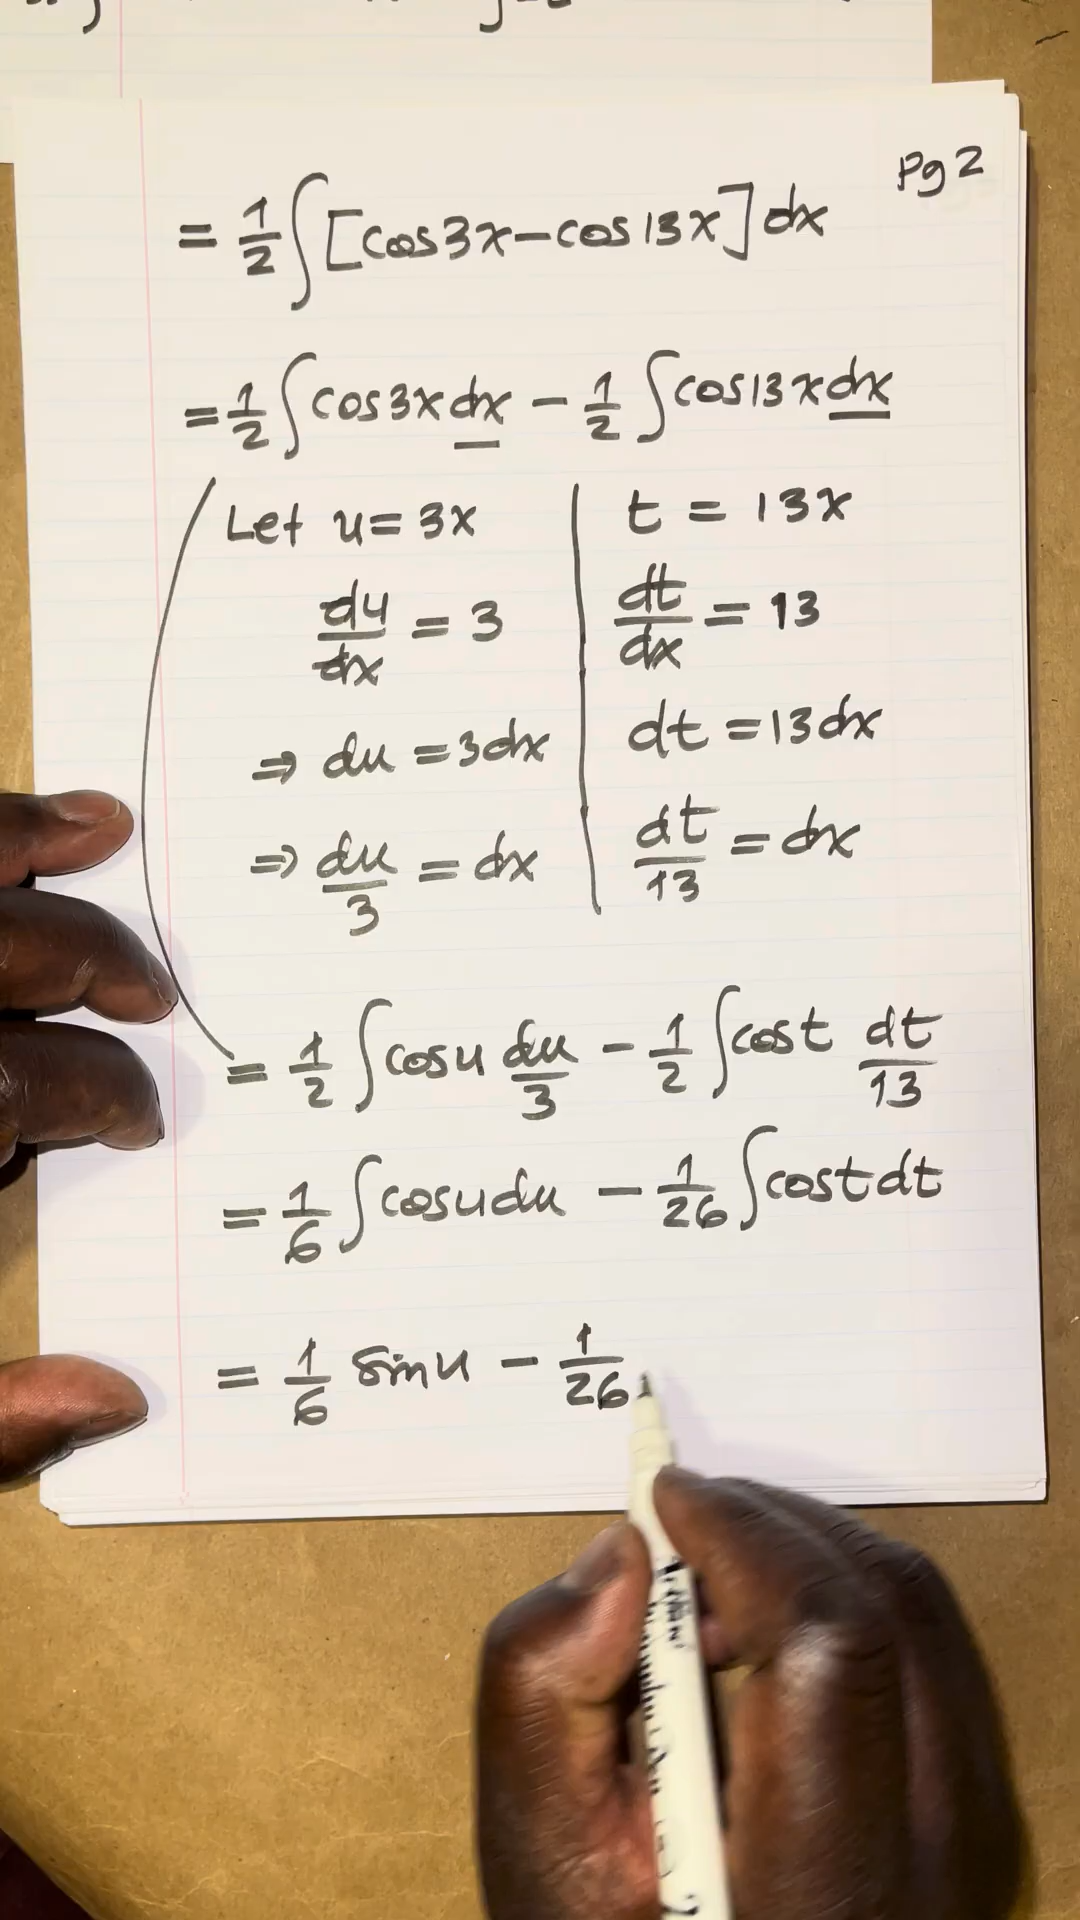 Pg 2
= 1/2 ∫ [cos3x - cos13x] dx
= 1/2 ∫ cos3x dx - 1/2 ∫ cos13x dx
Let u = 3x
du/dx = 3
⇒ du = 3dx
⇒ du/3 = dx
t = 13x
dt/dx = 13
dt = 13dx
dt/13 = dx
= 1/2 ∫ cosu du/3 - 1/2 ∫ cost dt/13
= 1/6 ∫ cosudu - 1/26 ∫ costdt
= 1/6 sinu - 1/26